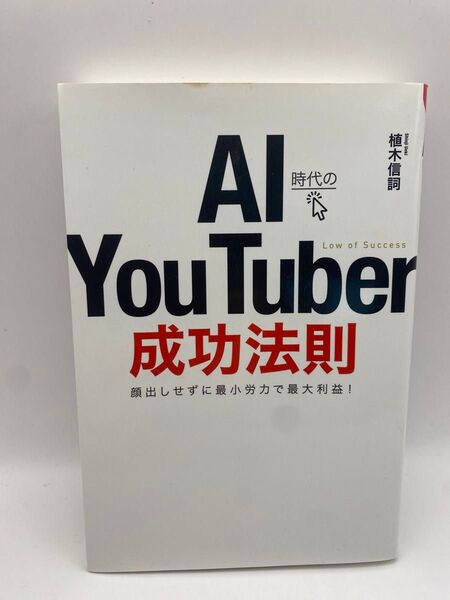 AI
時代の
植木信詞
Low of Success
YouTuber
成功法則
顔出しせずに最小労力で最大利益!